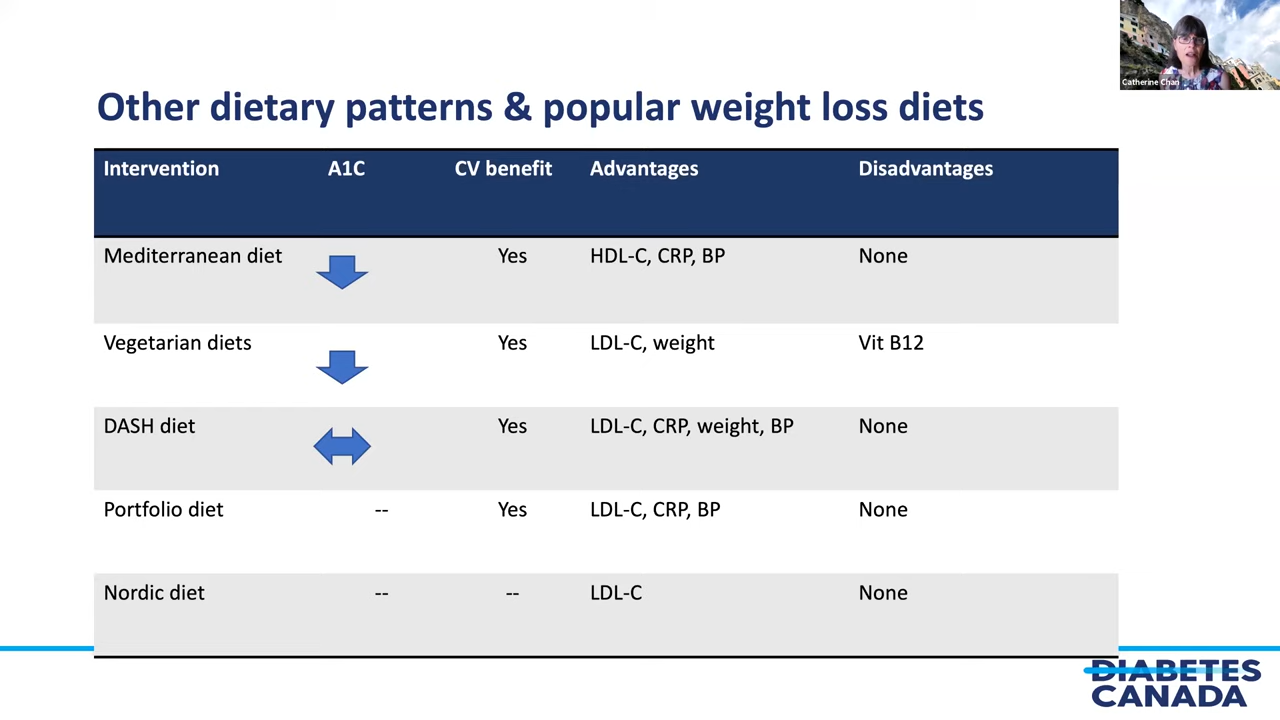 Catherine Chan
Other dietary patterns & popular weight loss diets
Intervention A1C CV benefit Advantages Disadvantages
Mediterranean diet Yes HDL-C, CRP, BP None
Vegetarian diets Yes LDL-C, weight Vit B12
DASH diet Yes LDL-C, CRP, weight, BP None
Portfolio diet -- Yes LDL-C, CRP, BP None
Nordic diet -- -- LDL-C None
DIABETES
CANADA